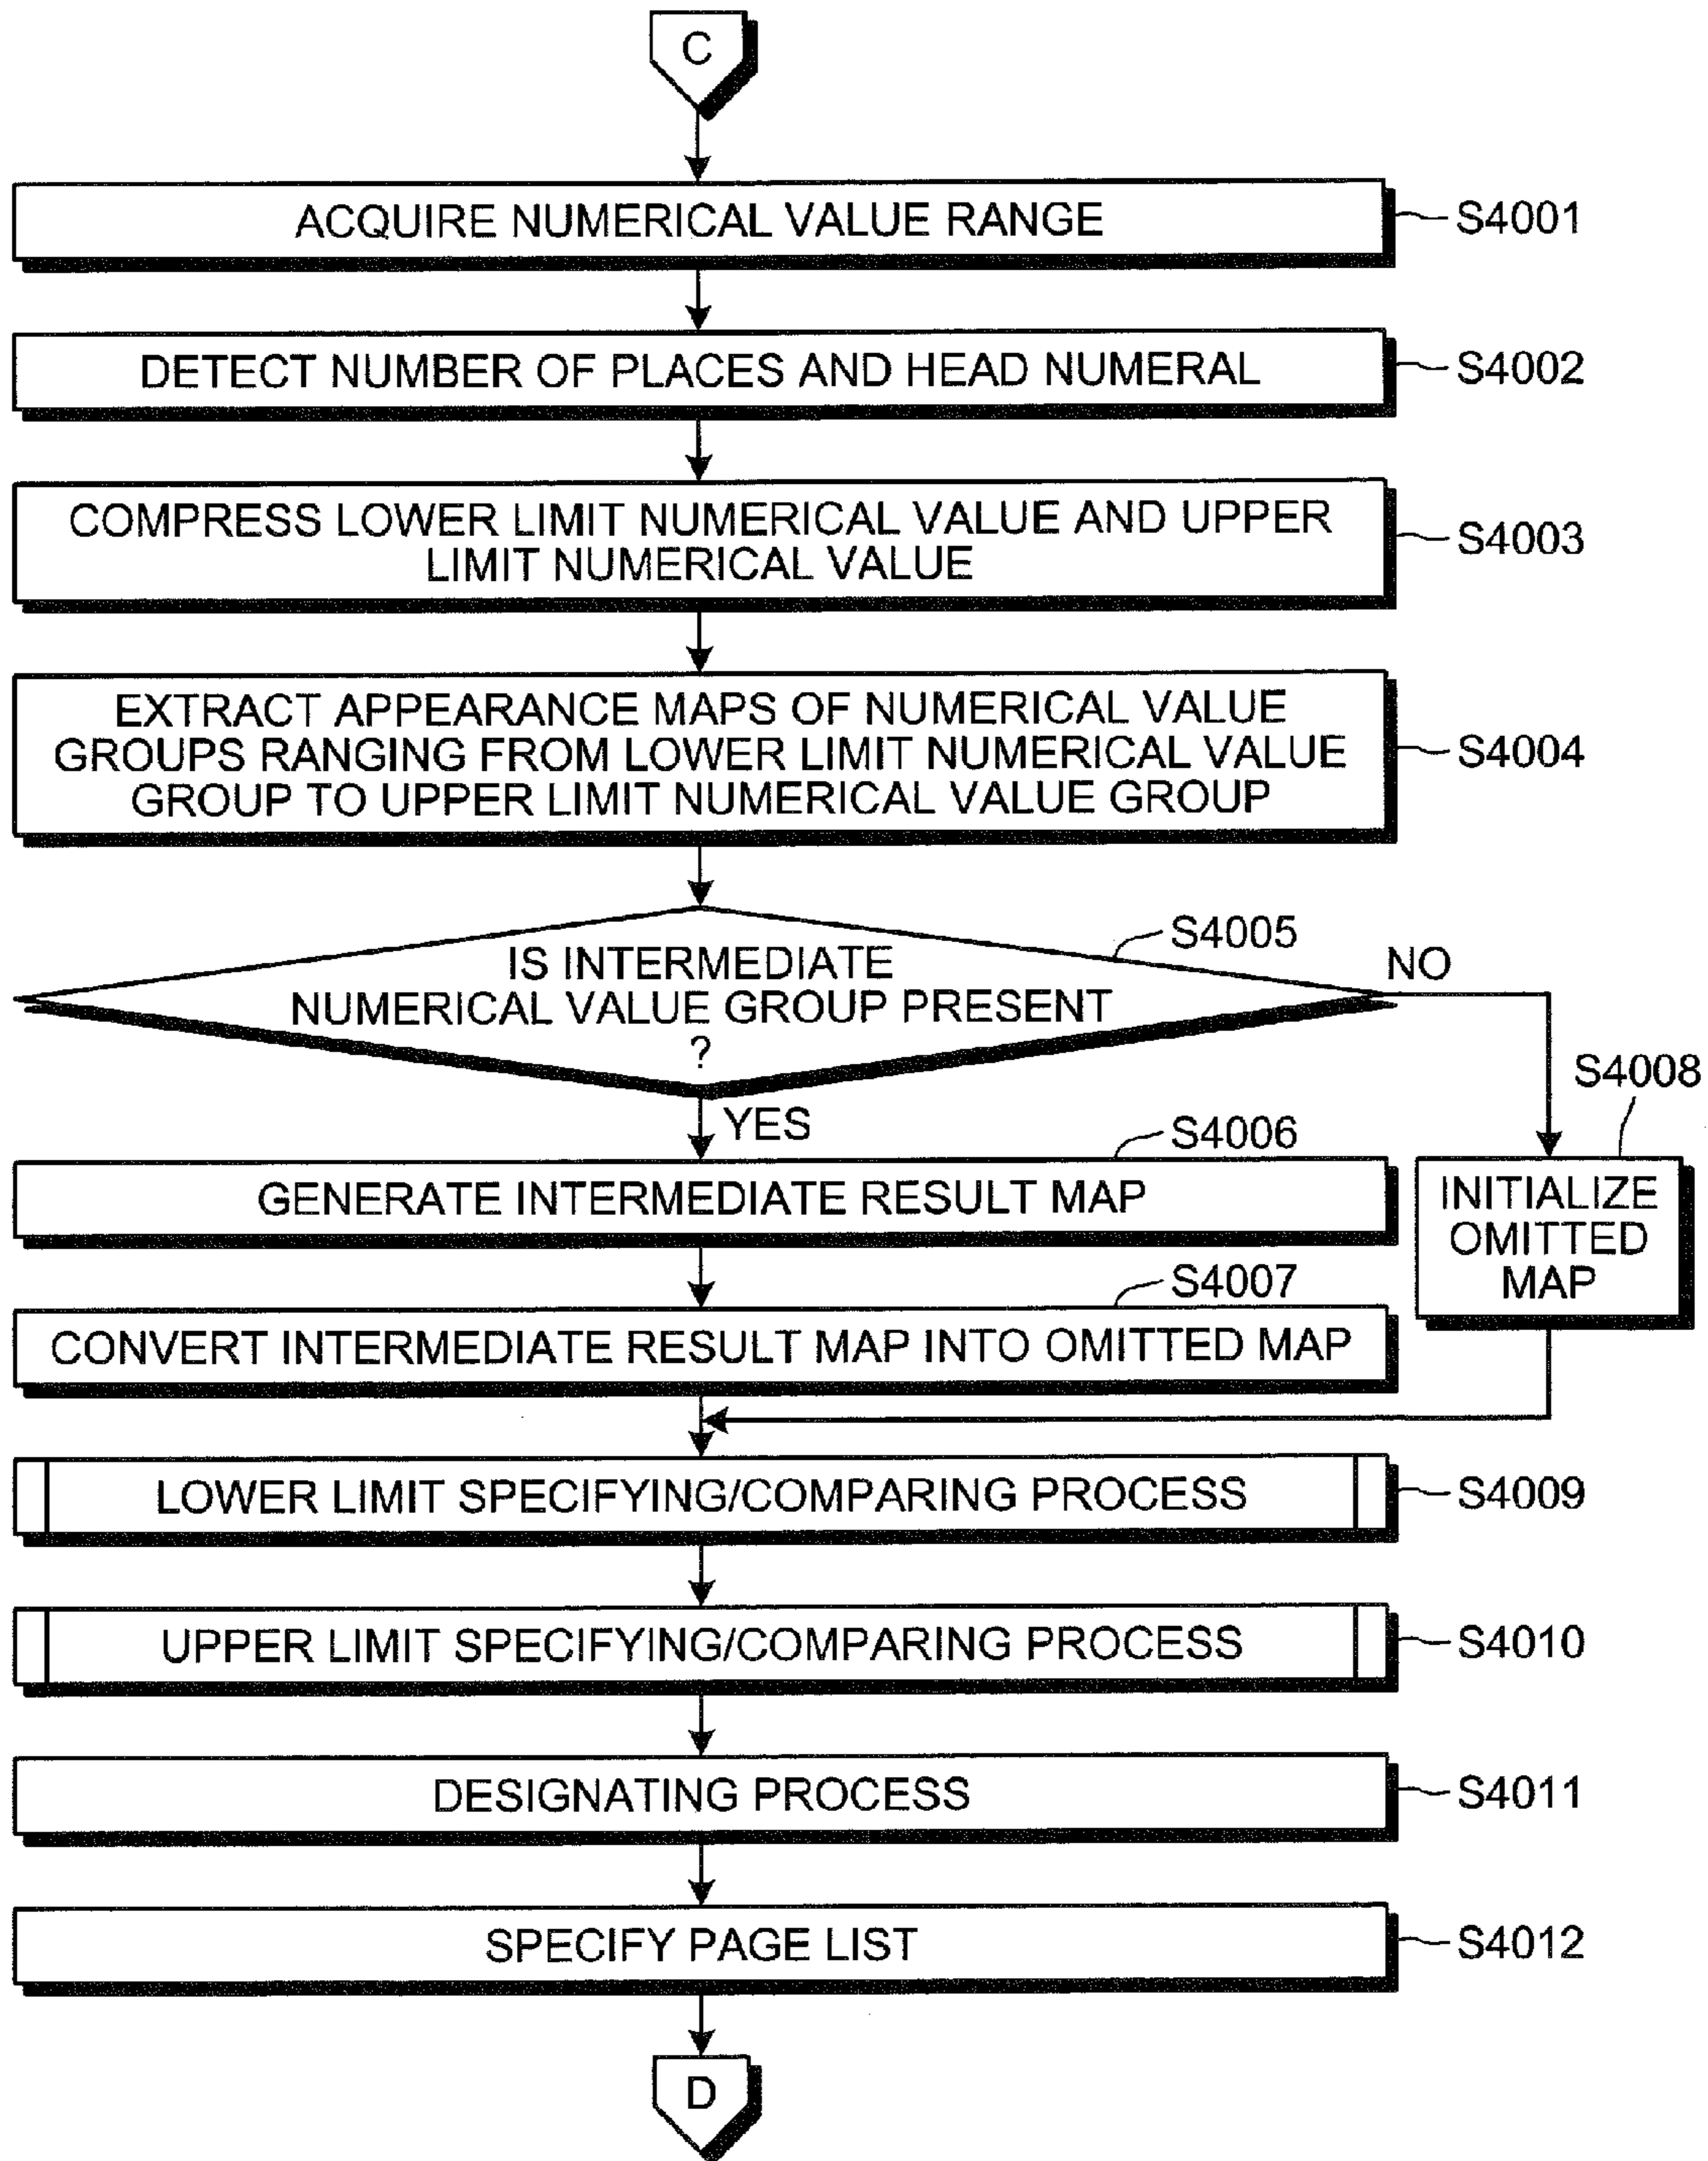 C
ACQUIRE NUMERICAL VALUE RANGE
S4001
DETECT NUMBER OF PLACES AND HEAD NUMERAL
S4002
COMPRESS LOWER LIMIT NUMERICAL VALUE AND UPPER
LIMIT NUMERICAL VALUE
S4003
EXTRACT APPEARANCE MAPS OF NUMERICAL VALUE
GROUPS RANGING FROM LOWER LIMIT NUMERICAL VALUE
GROUP TO UPPER LIMIT NUMERICAL VALUE GROUP
S4004
IS INTERMEDIATE
NUMERICAL VALUE GROUP PRESENT
?
S4005
NO
YES
S4008
INITIALIZE
OMITTED
MAP
S4006
GENERATE INTERMEDIATE RESULT MAP
S4007
CONVERT INTERMEDIATE RESULT MAP INTO OMITTED MAP
LOWER LIMIT SPECIFYING/COMPARING PROCESS
S4009
UPPER LIMIT SPECIFYING/COMPARING PROCESS
S4010
DESIGNATING PROCESS
S4011
SPECIFY PAGE LIST
S4012
D